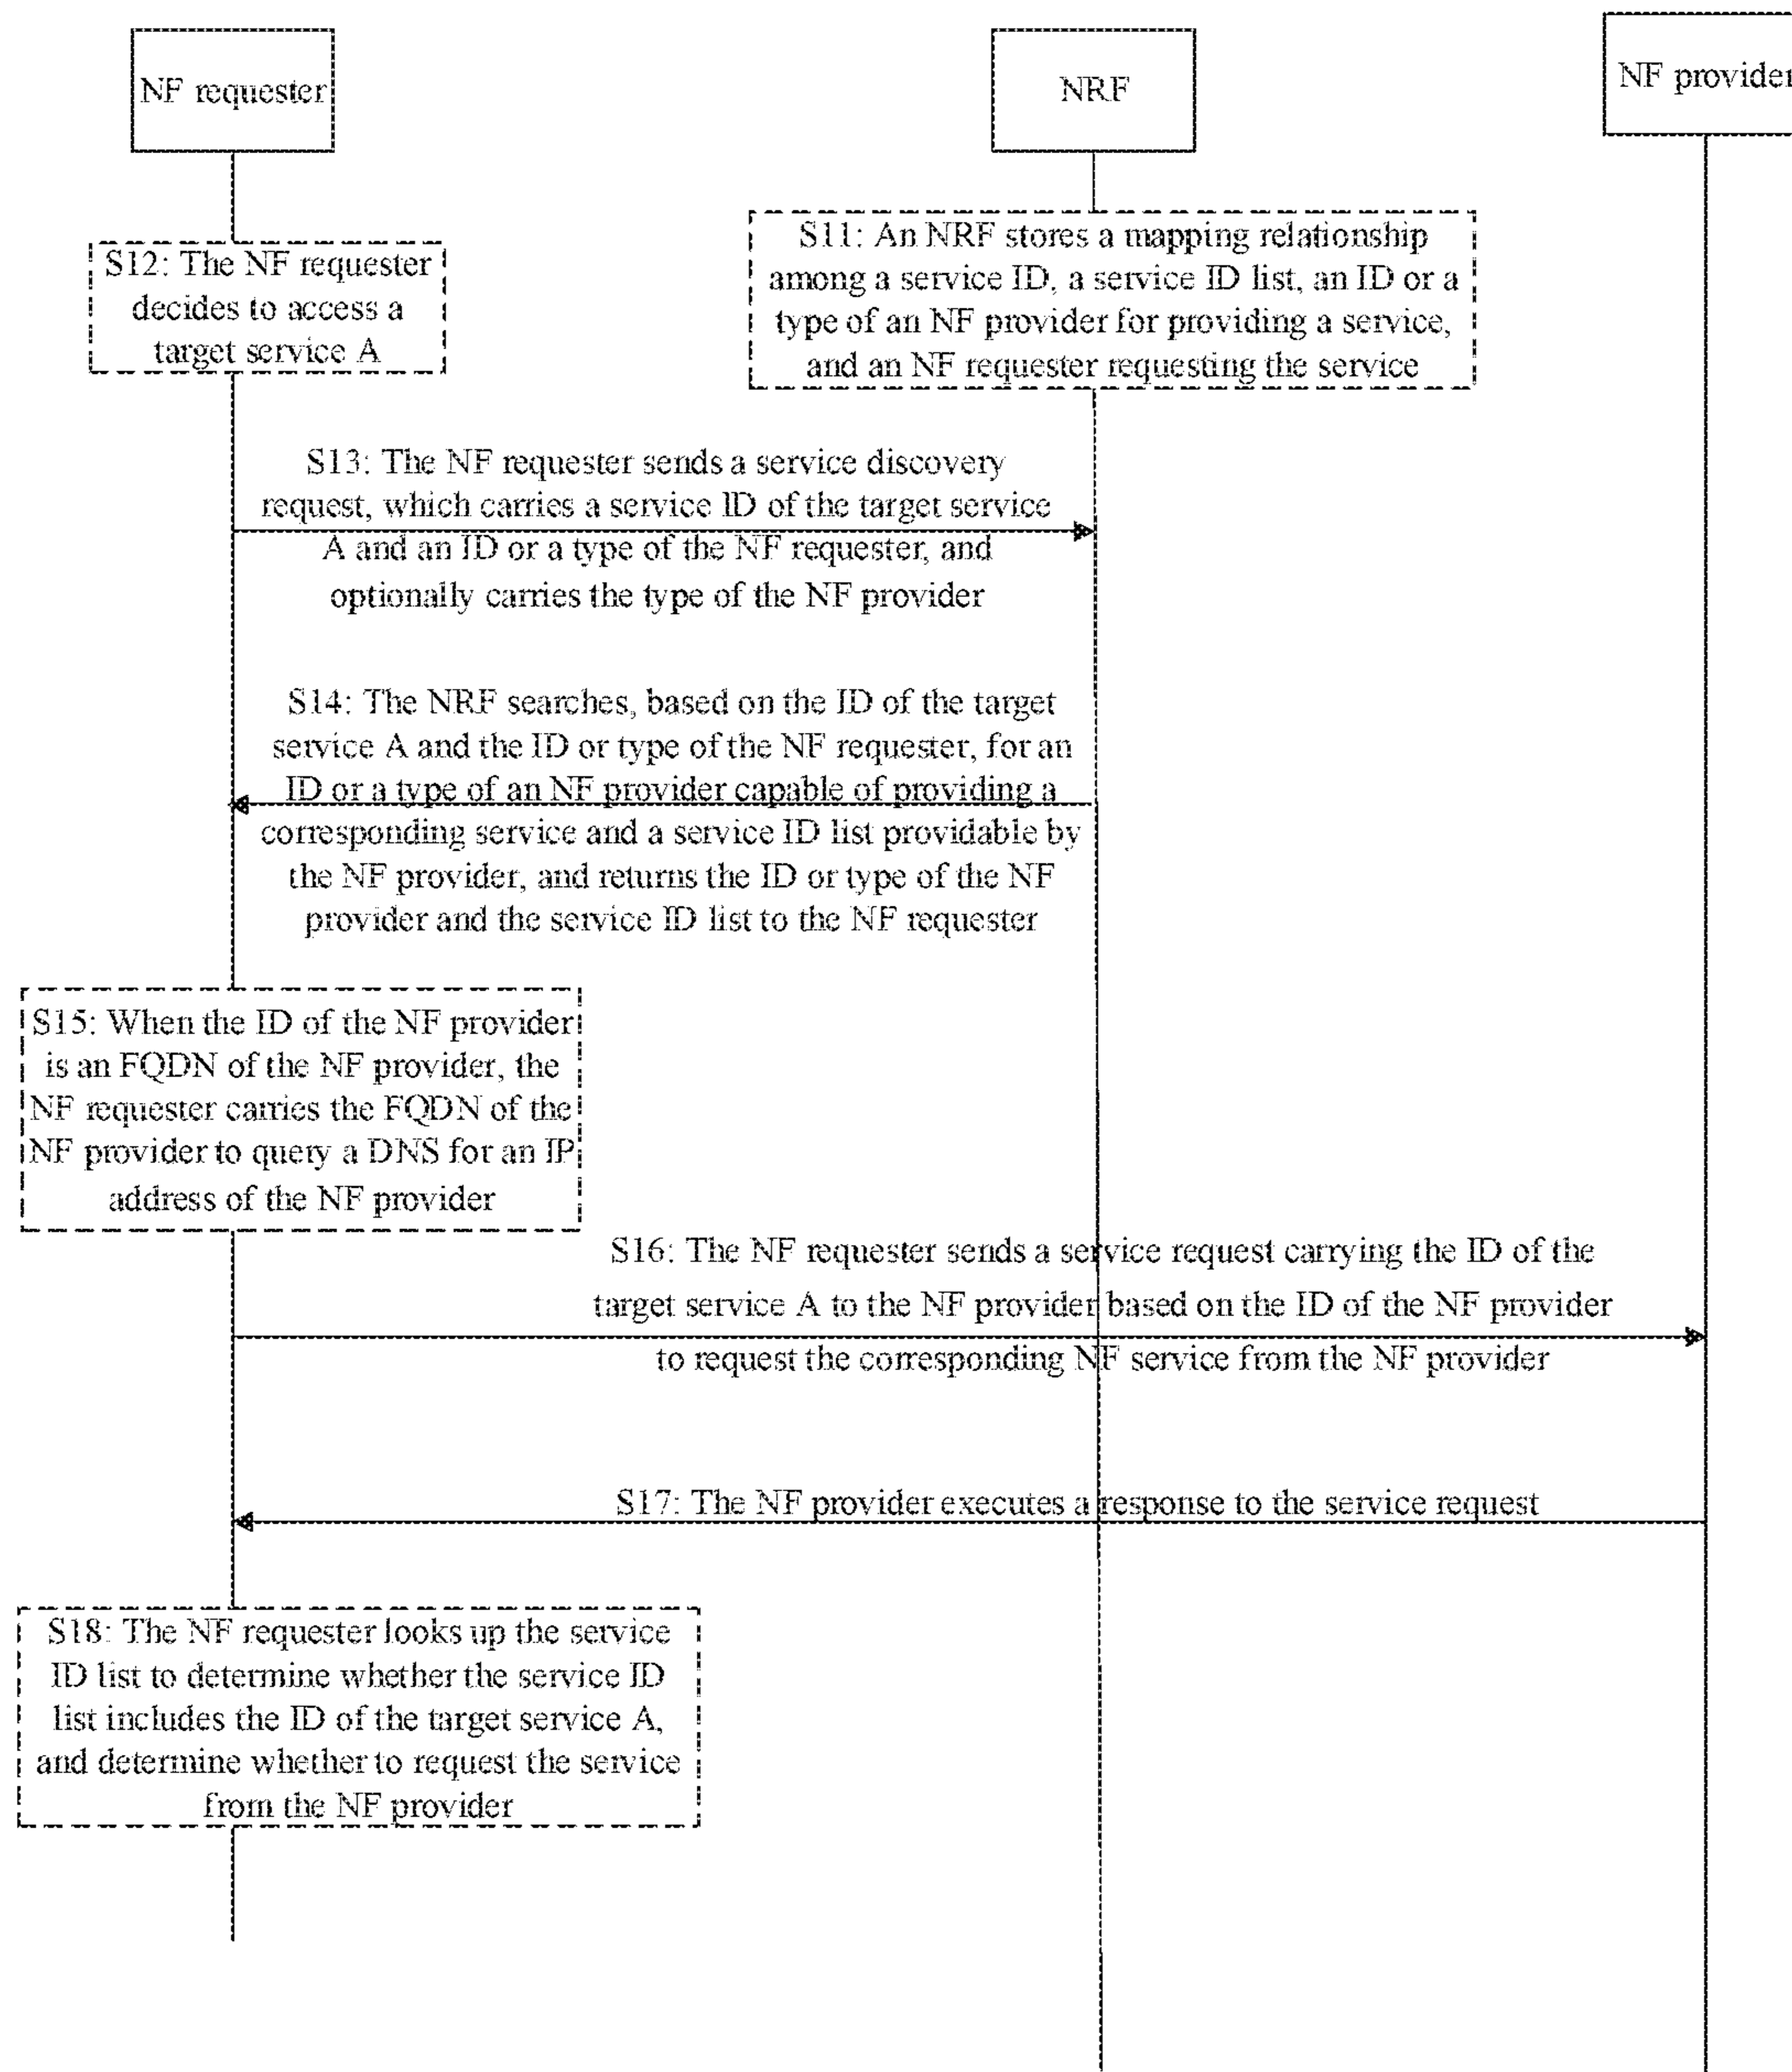 NF requester
NRF
NF provider
S11: An NRF stores a mapping relationship
among a service ID, a service ID list, an ID or a
type of an NF provider for providing a service,
and an NF requester requesting the service
S12: The NF requester
decides to access a
target service A
S13: The NF requester sends a service discovery
request, which carries a service ID of the target service
A and an ID or a type of the NF requester, and
optionally carries the type of the NF provider
S14: The NRF searches, based on the ID of the target
service A and the ID or type of the NF requester, for an
ID or a type of an NF provider capable of providing a
corresponding service and a service ID list providable by
the NF provider, and returns the ID or type of the NF
provider and the service ID list to the NF requester
S15: When the ID of the NF provider
is an FQDN of the NF provider, the
NF requester carries the FQDN of the
NF provider to query a DNS for an IP
address of the NF provider
S16: The NF requester sends a service request carrying the ID of the
target service A to the NF provider based on the ID of the NF provider
to request the corresponding NF service from the NF provider
S17: The NF provider executes a response to the service request
S18: The NF requester looks up the service
ID list to determine whether the service ID
list includes the ID of the target service A,
and determine whether to request the service
from the NF provider